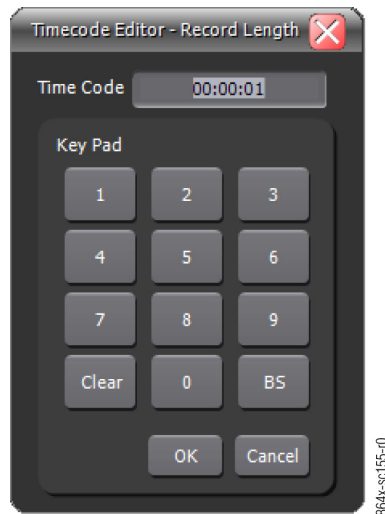 Timecode Editor - Record Length
Time Code 00:00:01
Key Pad
1 2 3
4 5 6
7 8 9
Clear 0 BS
OK Cancel
864x-sc155-r0